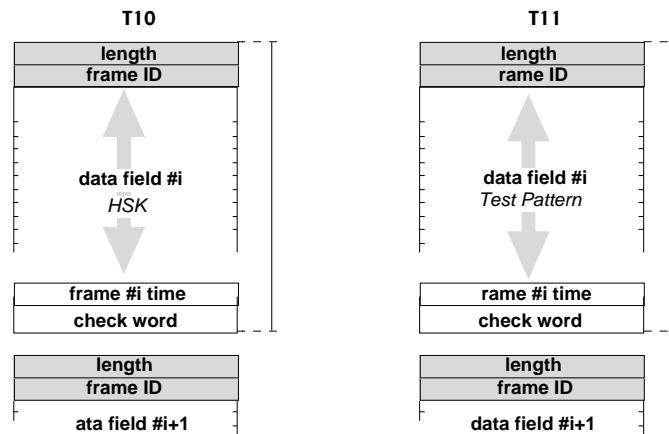 T10
length
frame ID
data field #i
HSK
frame #i time
check word
length
frame ID
ata field #i+1
T11
length
rame ID
data field #i
Test Pattern
rame #i time
check word
length
frame ID
data field #i+1